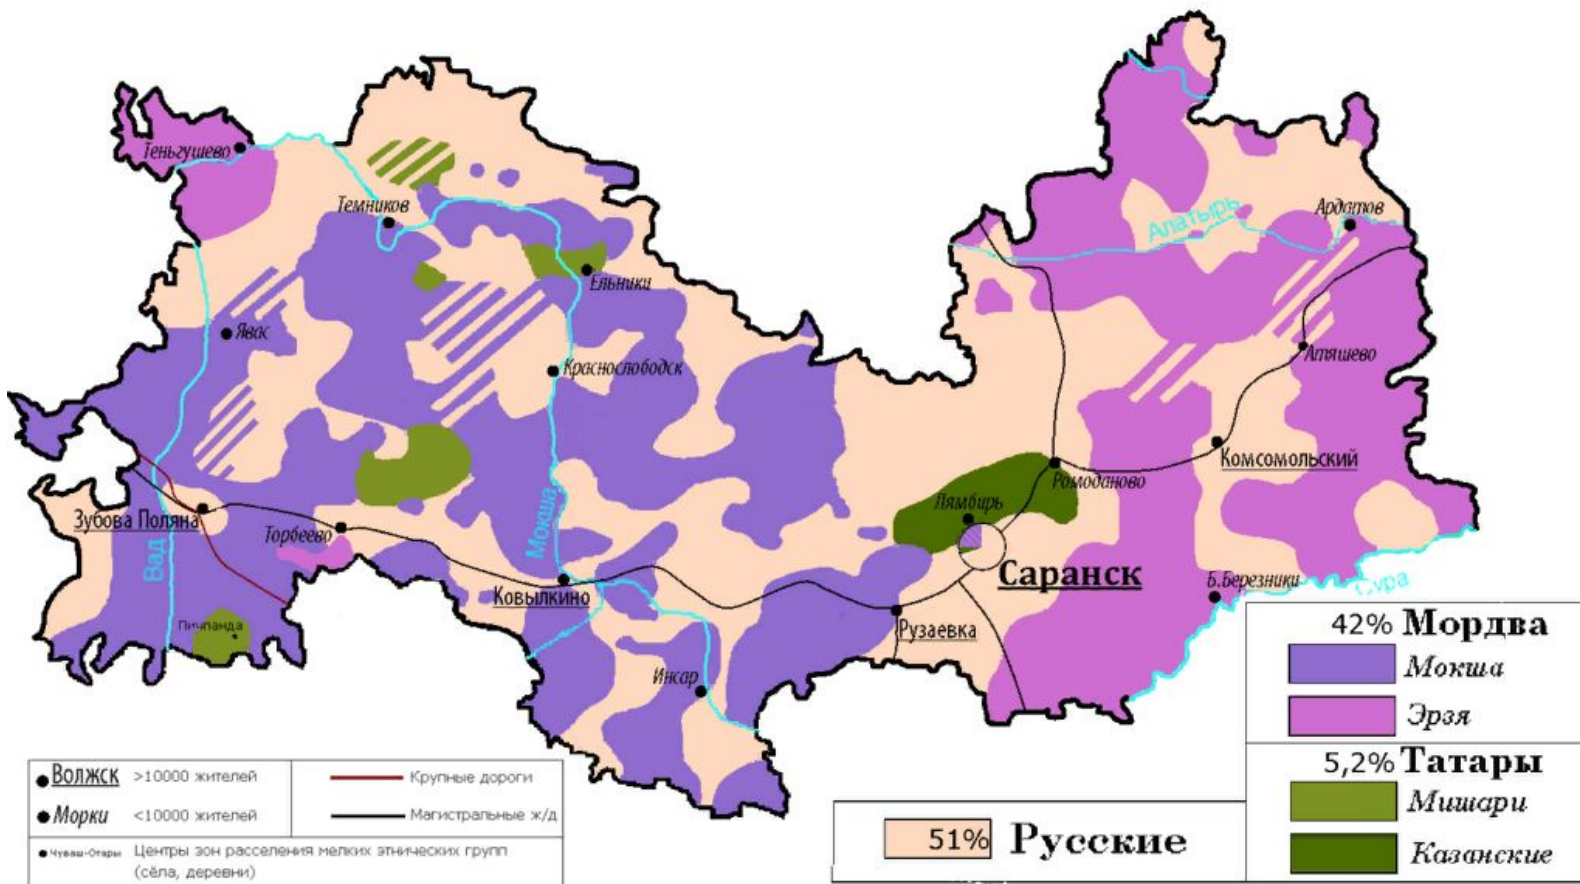 Теньгушево
Темников
Алатырь
Ардатов
Ельники
Явас
Краснослободск
Атяшево
Комсомольский
Ромоданово
Лямбирь
Зубова Поляна
Торбеево
Вад
Мокша
Саранск
Ковылкино
Б.Березники
Сура
Рузаевка
Пичпанда
Инсар
42% Мордва
Мокша
Эрзя
5,2% Татары
Мишари
Казанские
51% Русские
Волжск >10000 жителей
Крупные дороги
Морки <10000 жителей
Магистральные ж/д
Чуваш-Отары Центры зон расселения мелких этнических групп
(сёла, деревни)